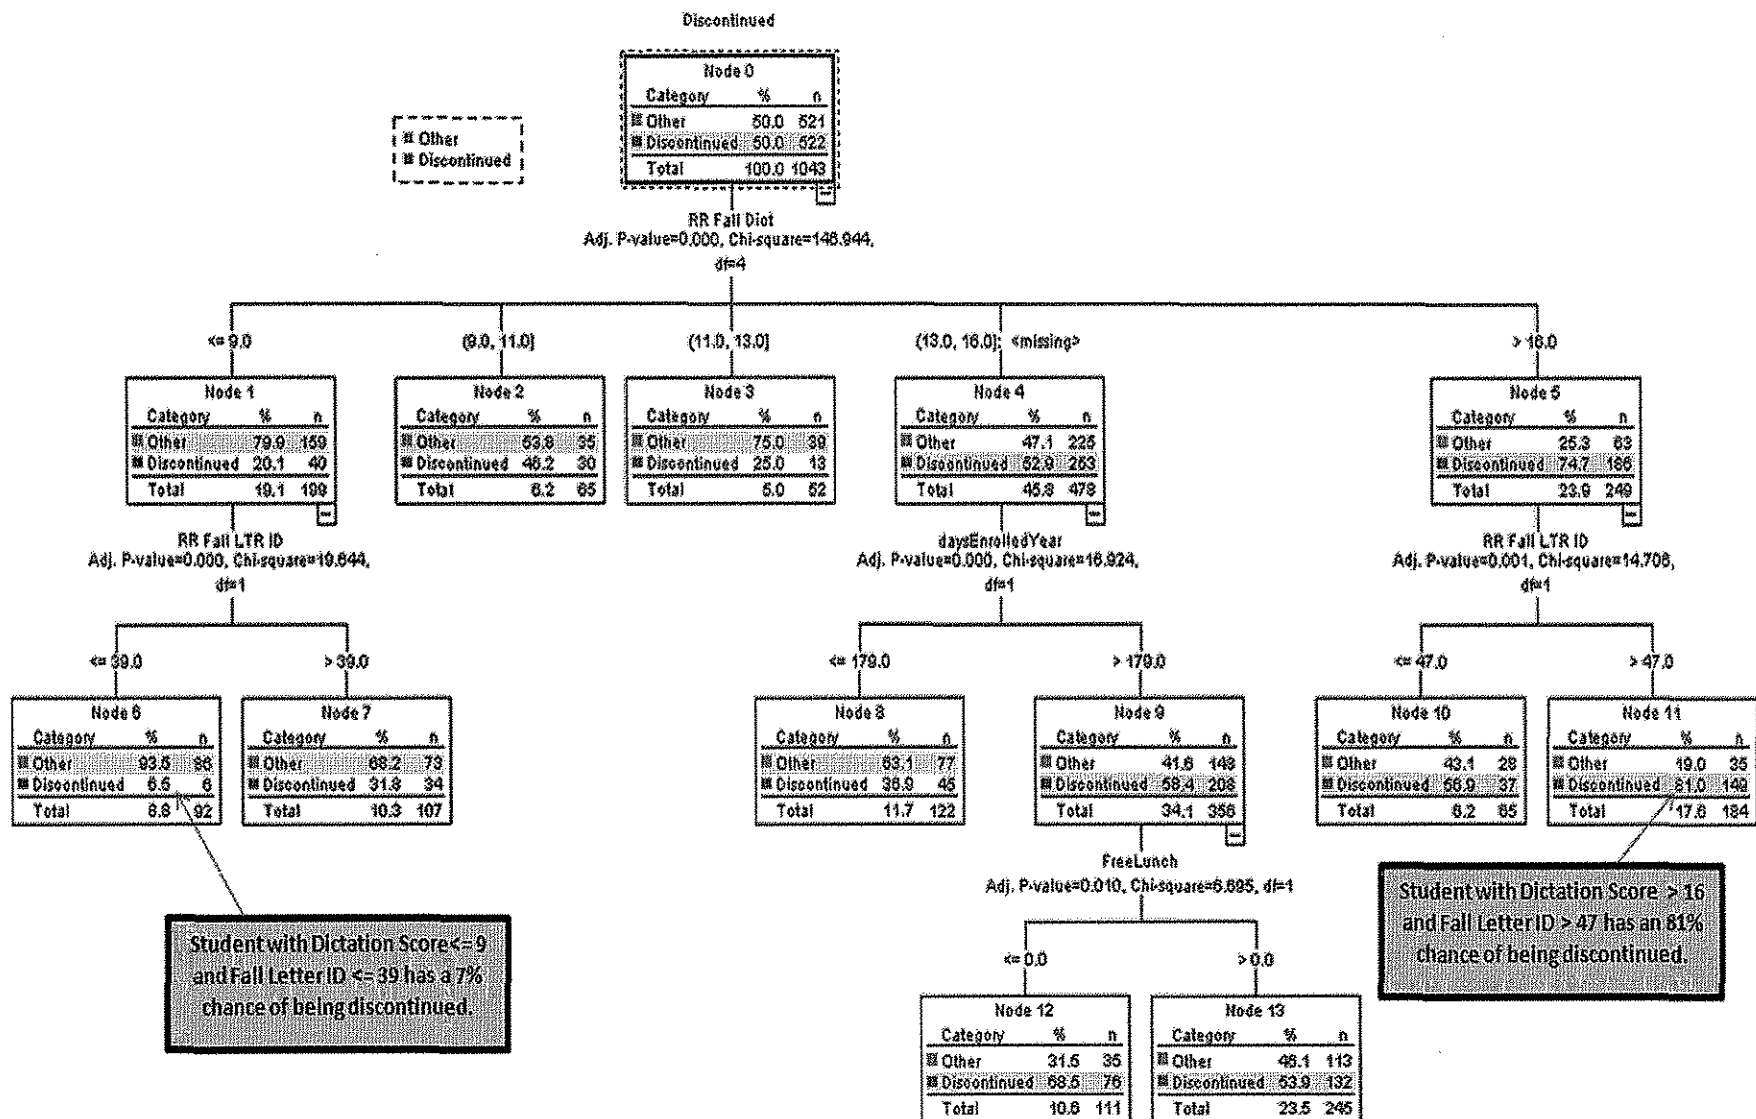 Discontinued
Node 0
Category % n
Other 50.0 521
Discontinued 50.0 522
Total 100.0 1043
Other
Discontinued
RR Fall Dict
Adj. P-value=0.000, Chi-square=148.944,
df=4
<= 9.0
(9.0, 11.0]
(11.0, 13.0]
(13.0, 16.0]; <missing>
> 16.0
Node 1
Category % n
Other 79.9 159
Discontinued 20.1 40
Total 19.1 199
Node 2
Category % n
Other 53.8 35
Discontinued 46.2 30
Total 6.2 65
Node 3
Category % n
Other 75.0 39
Discontinued 25.0 13
Total 5.0 52
Node 4
Category % n
Other 47.1 225
Discontinued 52.9 253
Total 45.8 478
Node 5
Category % n
Other 25.3 63
Discontinued 74.7 186
Total 23.9 249
RR Fall LTR ID
Adj. P-value=0.000, Chi-square=19.644,
df=1
daysEnrolledYear
Adj. P-value=0.000, Chi-square=16.924,
df=1
RR Fall LTR ID
Adj. P-value=0.001, Chi-square=14.706,
df=1
<= 39.0
> 39.0
<= 179.0
> 179.0
<= 47.0
> 47.0
Node 6
Category % n
Other 93.5 86
Discontinued 6.5 6
Total 8.8 92
Node 7
Category % n
Other 68.2 73
Discontinued 31.8 34
Total 10.3 107
Node 8
Category % n
Other 63.1 77
Discontinued 36.9 45
Total 11.7 122
Node 9
Category % n
Other 41.6 148
Discontinued 58.4 208
Total 34.1 356
Node 10
Category % n
Other 43.1 28
Discontinued 56.9 37
Total 6.2 65
Node 11
Category % n
Other 19.0 35
Discontinued 81.0 149
Total 17.6 184
FreeLunch
Adj. P-value=0.010, Chi-square=6.695, df=1
<= 0.0
> 0.0
Node 12
Category % n
Other 31.5 35
Discontinued 68.5 76
Total 10.6 111
Node 13
Category % n
Other 46.1 113
Discontinued 53.9 132
Total 23.5 245
Student with Dictation Score<= 9
and Fall Letter ID <= 39 has a 7%
chance of being discontinued.
Student with Dictation Score > 16
and Fall Letter ID > 47 has an 81%
chance of being discontinued.